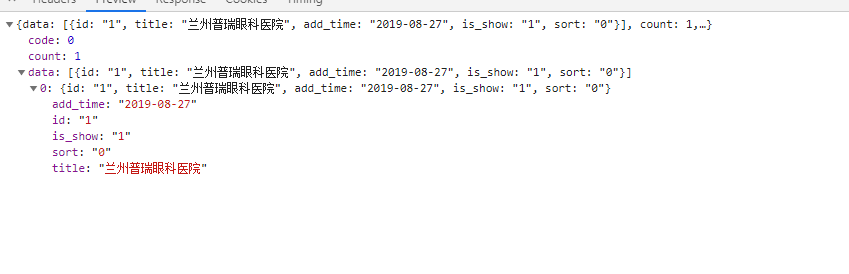 Headers Preview Response Cookies Timing
{data: [{id: "1", title: "兰州普瑞眼科医院", add_time: "2019-08-27", is_show: "1", sort: "0"}], count: 1,…}
code: 0
count: 1
data: [{id: "1", title: "兰州普瑞眼科医院", add_time: "2019-08-27", is_show: "1", sort: "0"}]
0: {id: "1", title: "兰州普瑞眼科医院", add_time: "2019-08-27", is_show: "1", sort: "0"}
add_time: "2019-08-27"
id: "1"
is_show: "1"
sort: "0"
title: "兰州普瑞眼科医院"